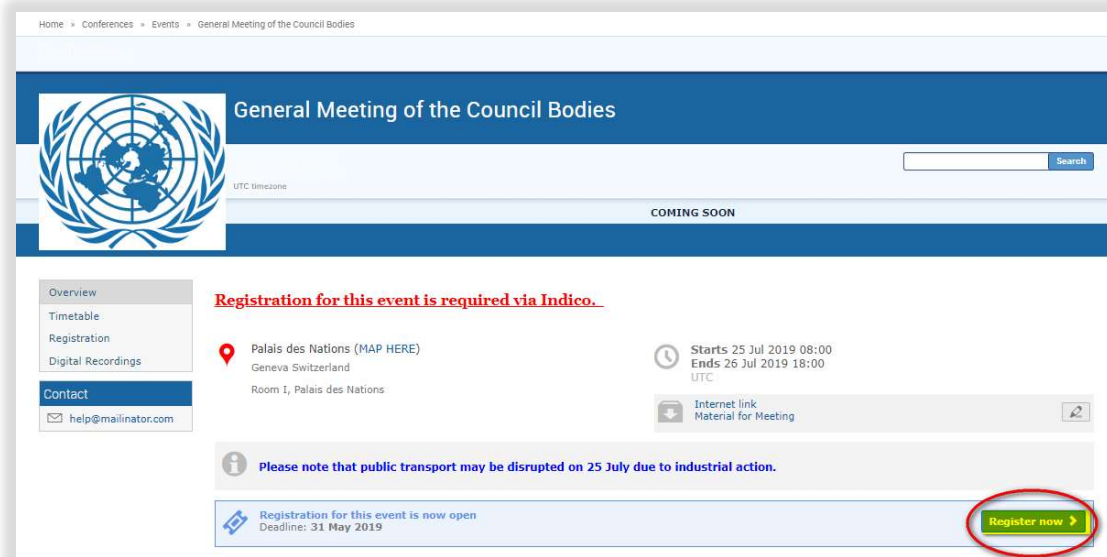 Home » Conferences » Events » General Meeting of the Council Bodies
General Meeting of the Council Bodies
Search
UTC timezone
COMING SOON
Overview
Timetable
Registration
Digital Recordings
Contact
help@mailinator.com
Registration for this event is required via Indico.
Palais des Nations (MAP HERE)
Geneva Switzerland
Room I, Palais des Nations
Starts 25 Jul 2019 08:00
Ends 26 Jul 2019 18:00
UTC
Internet link
Material for Meeting
Please note that public transport may be disrupted on 25 July due to industrial action.
Registration for this event is now open
Deadline: 31 May 2019
Register now